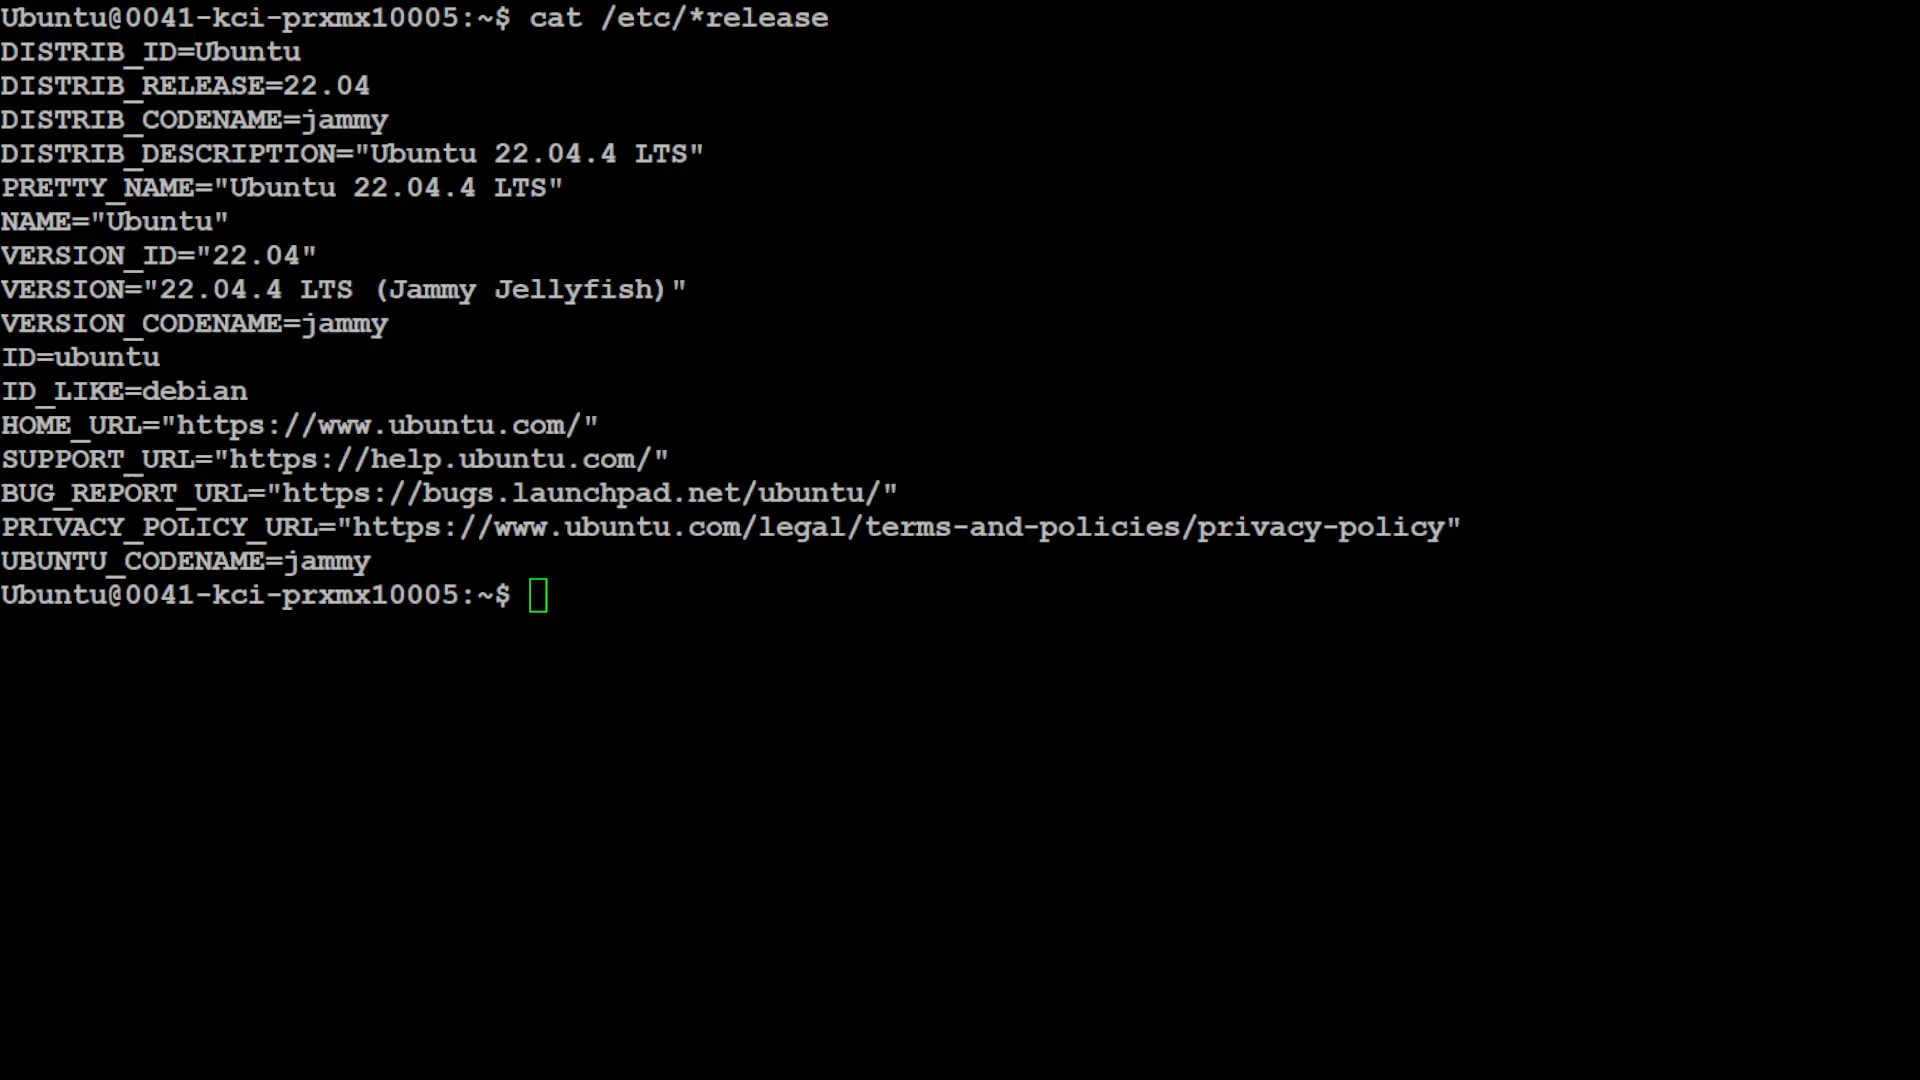 Ubuntu@0041-kci-prxmx10005:~$ cat /etc/*release
DISTRIB_ID=Ubuntu
DISTRIB_RELEASE=22.04
DISTRIB_CODENAME=jammy
DISTRIB_DESCRIPTION="Ubuntu 22.04.4 LTS"
PRETTY_NAME="Ubuntu 22.04.4 LTS"
NAME="Ubuntu"
VERSION_ID="22.04"
VERSION="22.04.4 LTS (Jammy Jellyfish)"
VERSION_CODENAME=jammy
ID=ubuntu
ID_LIKE=debian
HOME_URL="https://www.ubuntu.com/"
SUPPORT_URL="https://help.ubuntu.com/"
BUG_REPORT_URL="https://bugs.launchpad.net/ubuntu/"
PRIVACY_POLICY_URL="https://www.ubuntu.com/legal/terms-and-policies/privacy-policy"
UBUNTU_CODENAME=jammy
Ubuntu@0041-kci-prxmx10005:~$